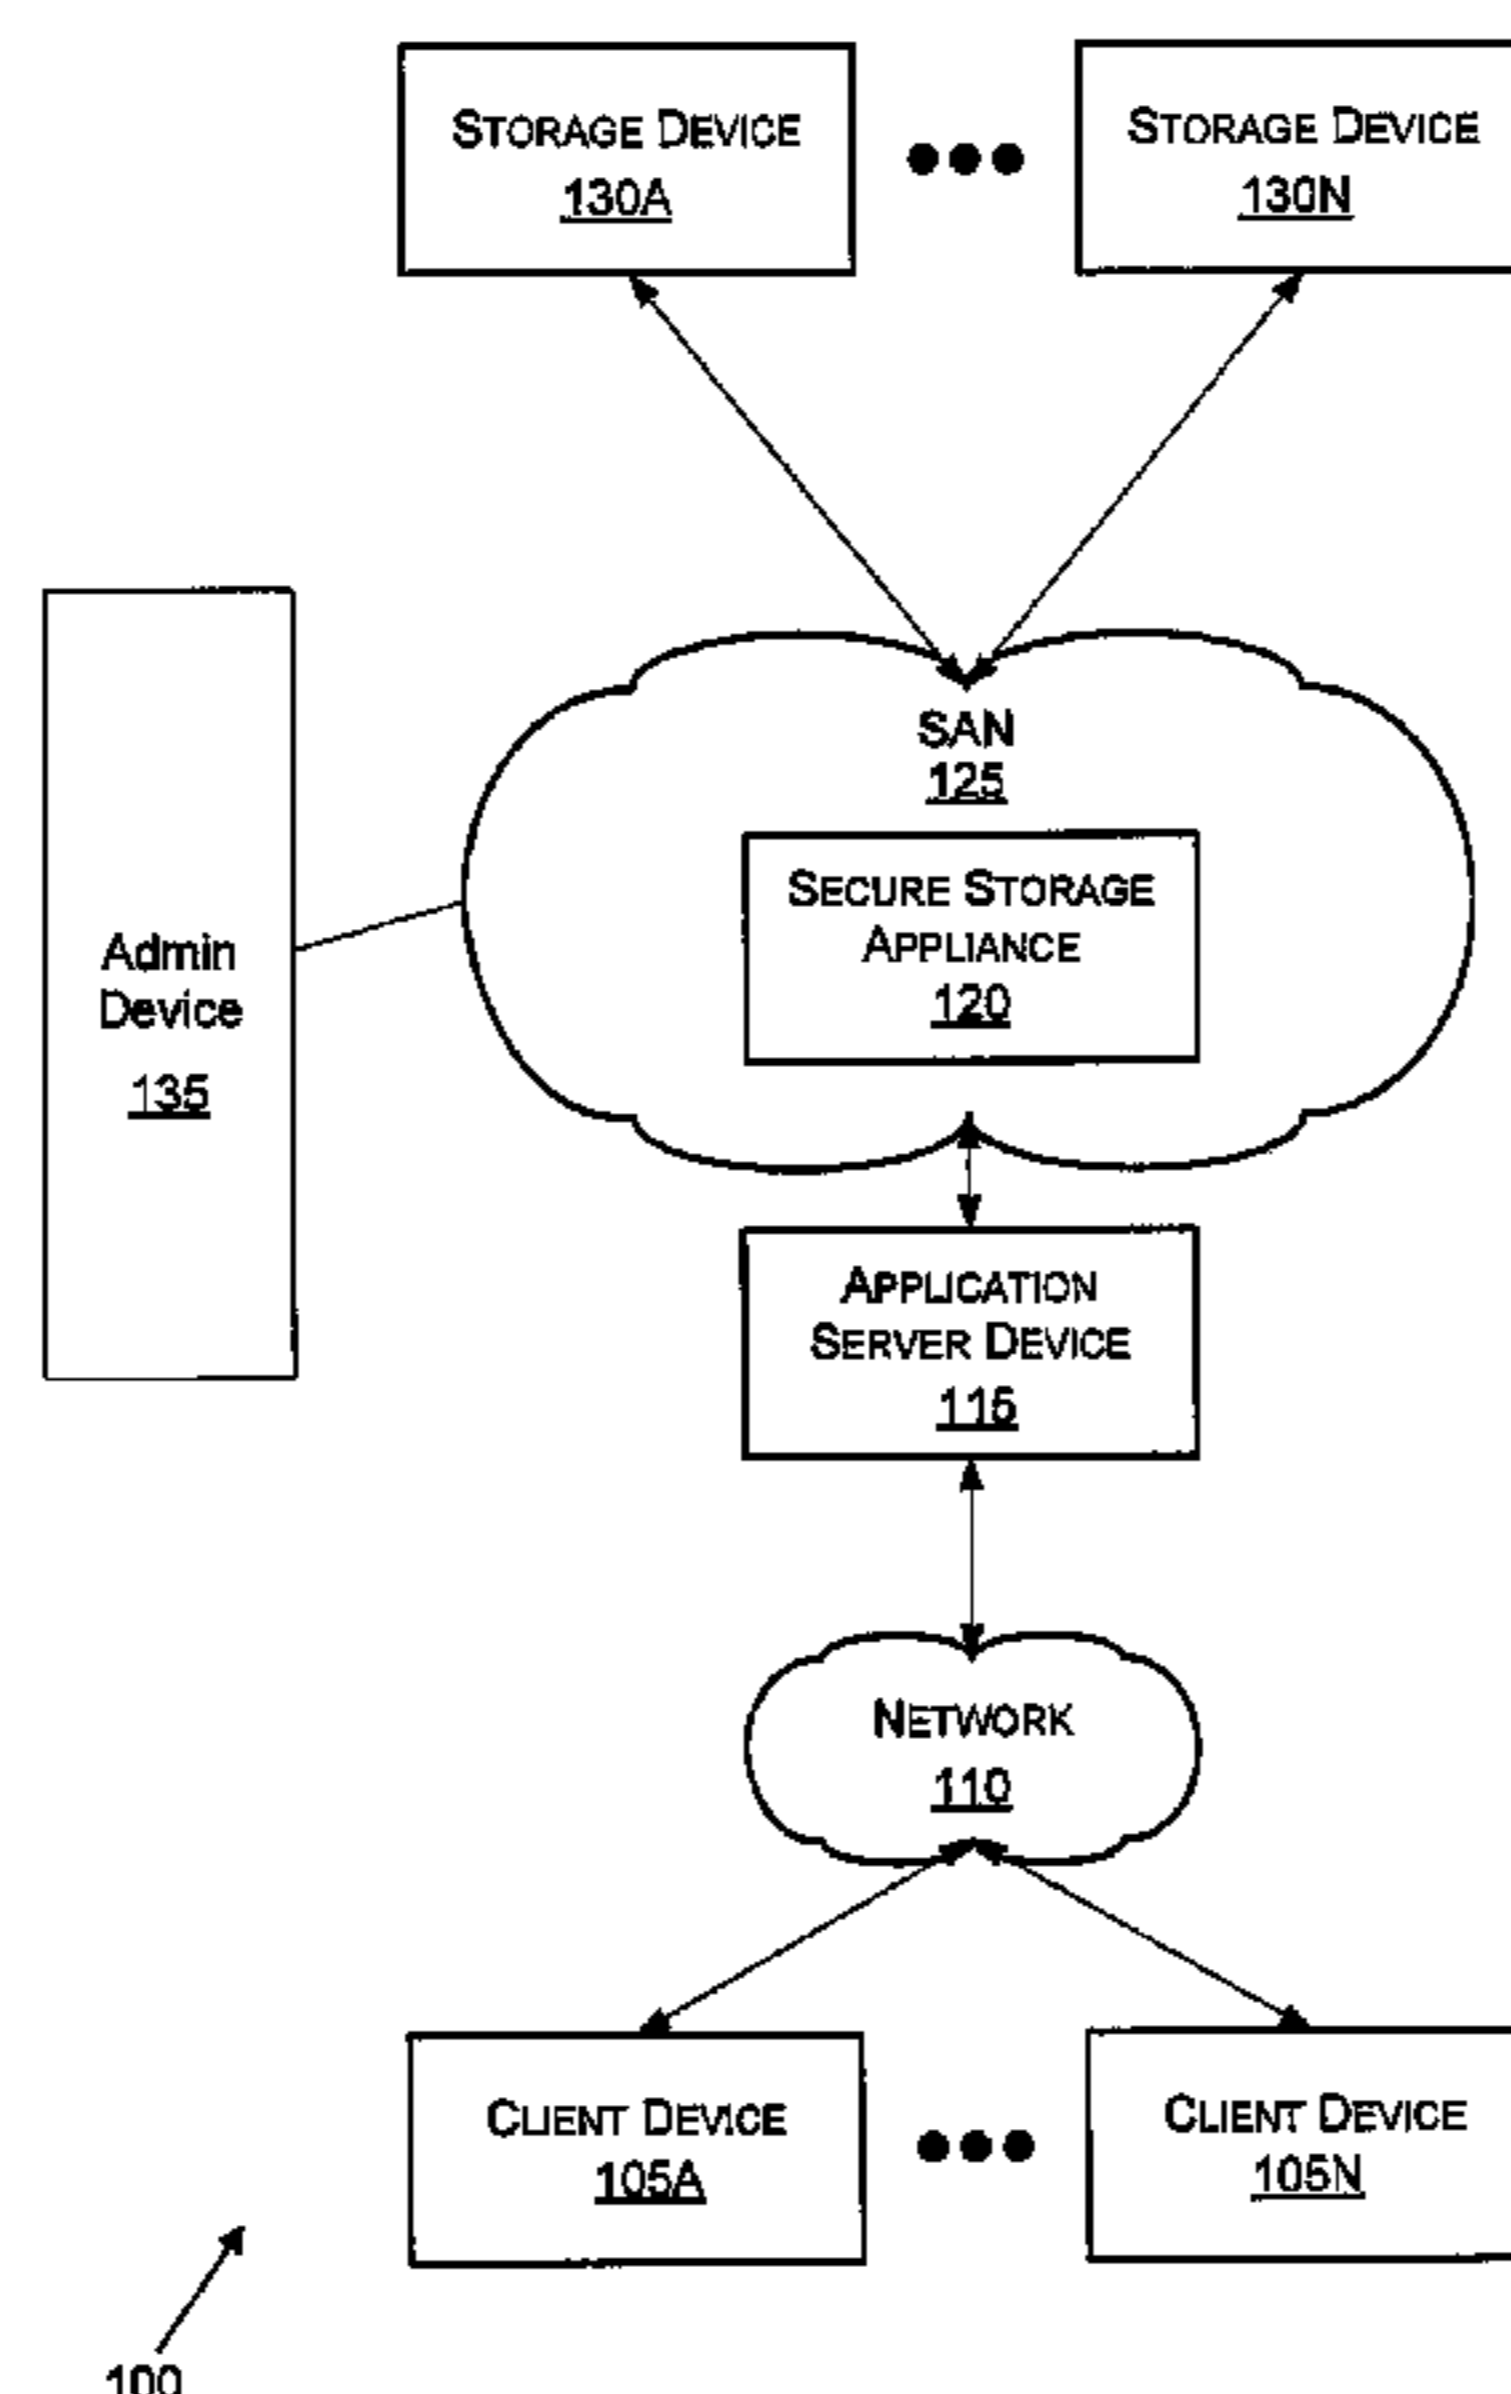 STORAGE DEVICE
130A
STORAGE DEVICE
130N
SAN
125
SECURE STORAGE
APPLIANCE
120
Admin
Device
135
APPLICATION
SERVER DEVICE
115
NETWORK
110
CLIENT DEVICE
105A
CLIENT DEVICE
105N
100